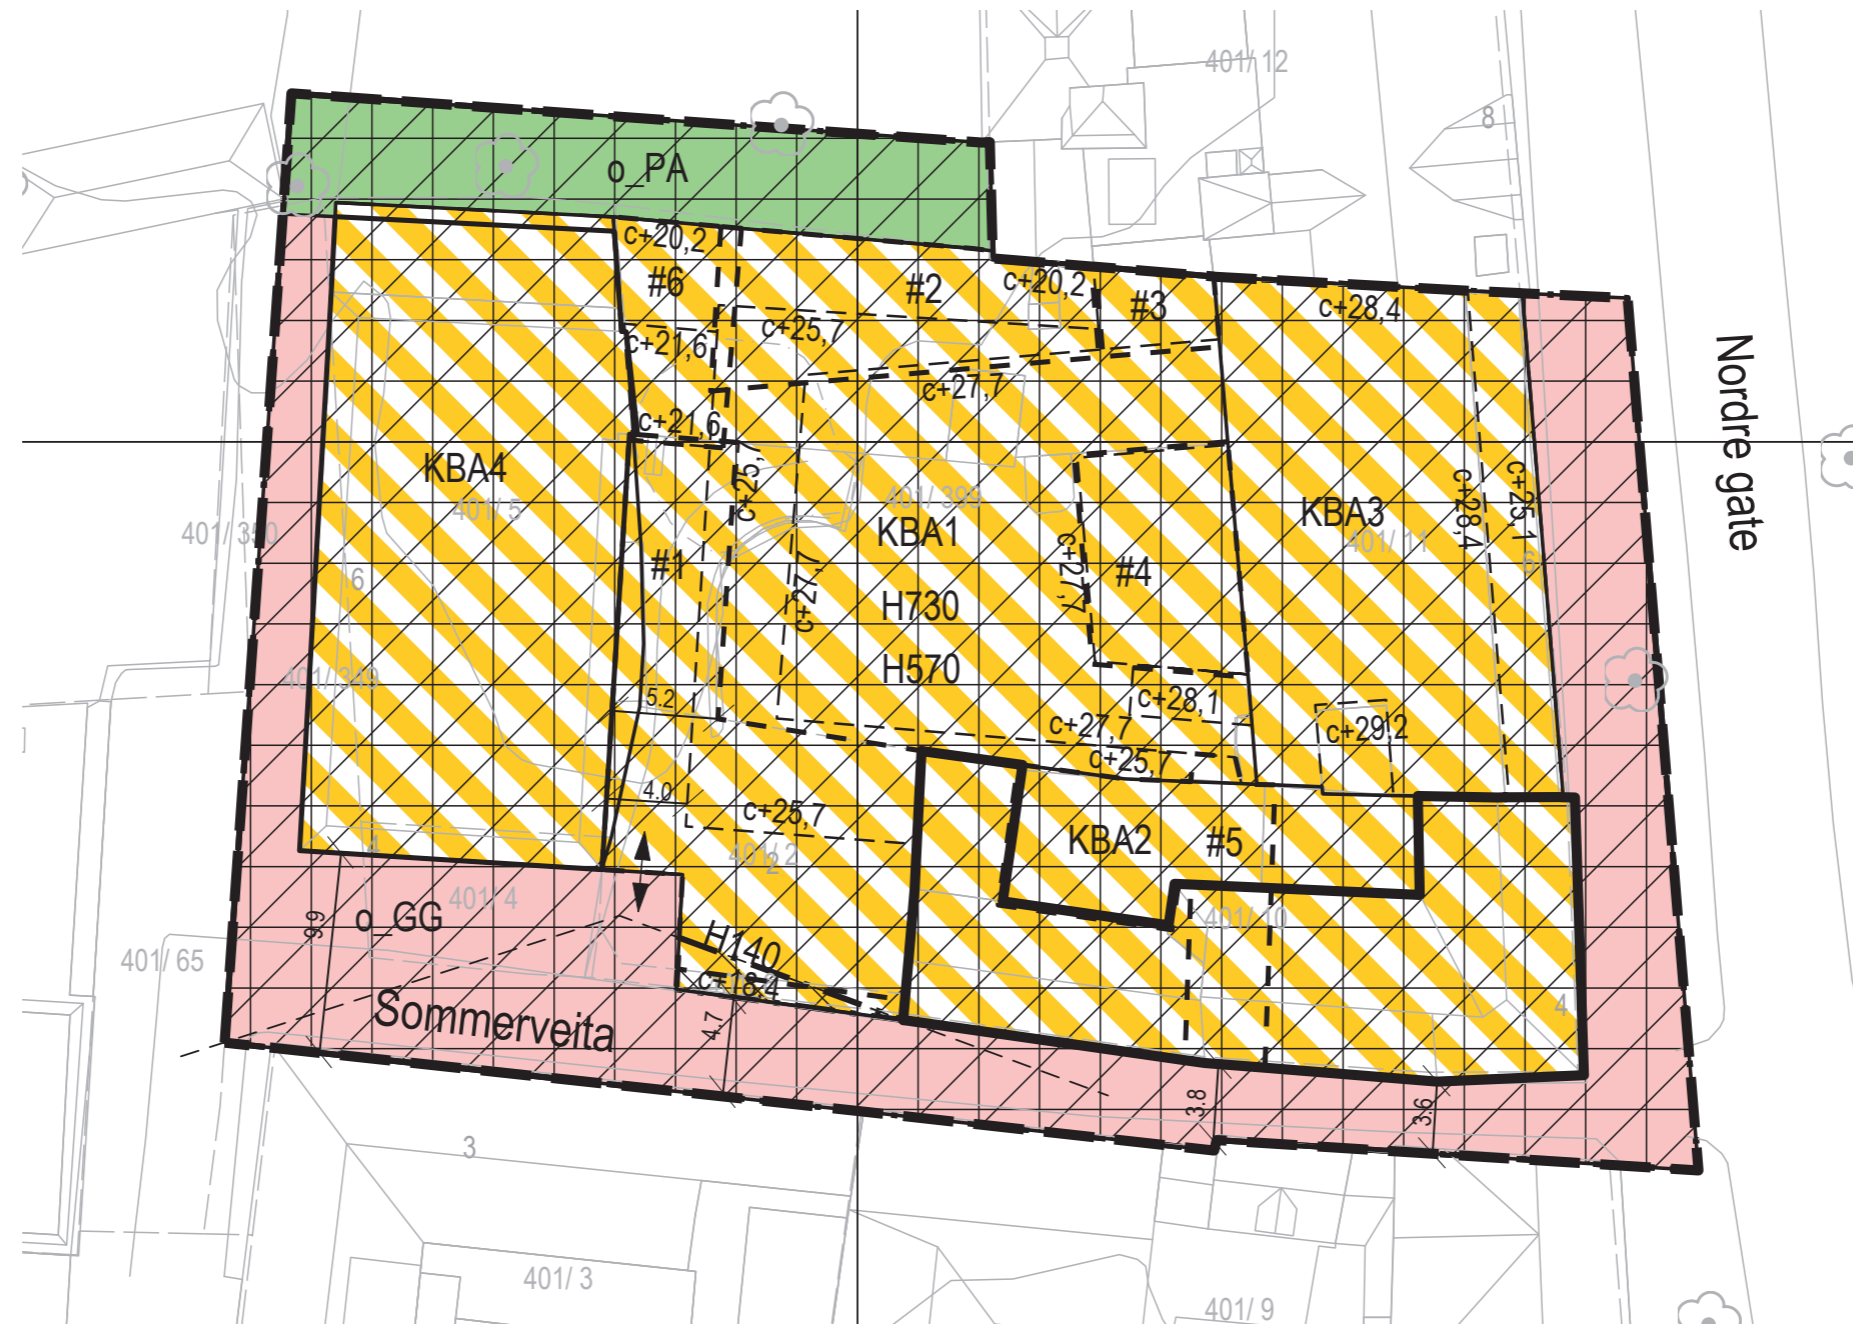 401/ 12
8
o_PA
c+20,2
#6
#2
c+20,2
#3
c+28,4
c+25,7
c+21,6
c+27,7
c+21,6
KBA4
401/ 5
c+25,7
401/ 399
KBA1
KBA3
401/ 11
c+28,4
c+25,1
Nordre gate
401/ 350
6
#1
c+27,7
H730
c+27,7
#4
6
H570
401/ 349
5.2
c+28,1
c+27,7
c+29,2
c+25,7
4.0
c+25,7
4
401/ 2
2
KBA2
#5
401/ 4
o_GG
9.9
401/ 10
401/ 65
H140
c+18,4
4
Sommerveita
4.7
3.8
3.6
3
401/ 3
401/ 9